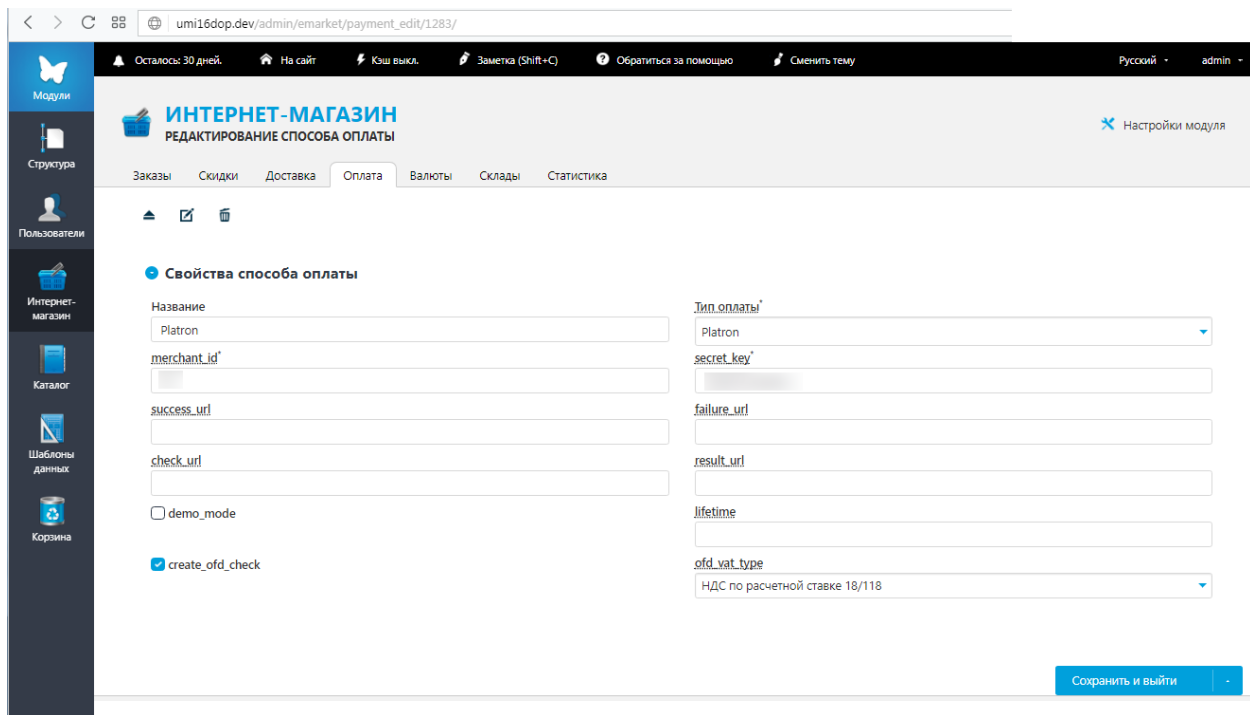 umi16dop.dev/admin/emarket/payment_edit/1283/
Осталось: 30 дней. На сайт Кэш выкл. Заметка (Shift+C) Обратиться за помощью Сменить тему Русский admin
Модули
ИНТЕРНЕТ-МАГАЗИН
РЕДАКТИРОВАНИЕ СПОСОБА ОПЛАТЫ
Настройки модуля
Структура
Заказы Скидки Доставка Оплата Валюты Склады Статистика
Пользователи
Свойства способа оплаты
Интернет-
магазин
Название Тип оплаты*
Platron Platron
merchant_id* secret_key*
Каталог
success_url failure_url
Шаблоны
данных
check_url result_url
demo_mode lifetime
Корзина
create_ofd_check ofd_vat_type
НДС по расчетной ставке 18/118
Сохранить и выйти